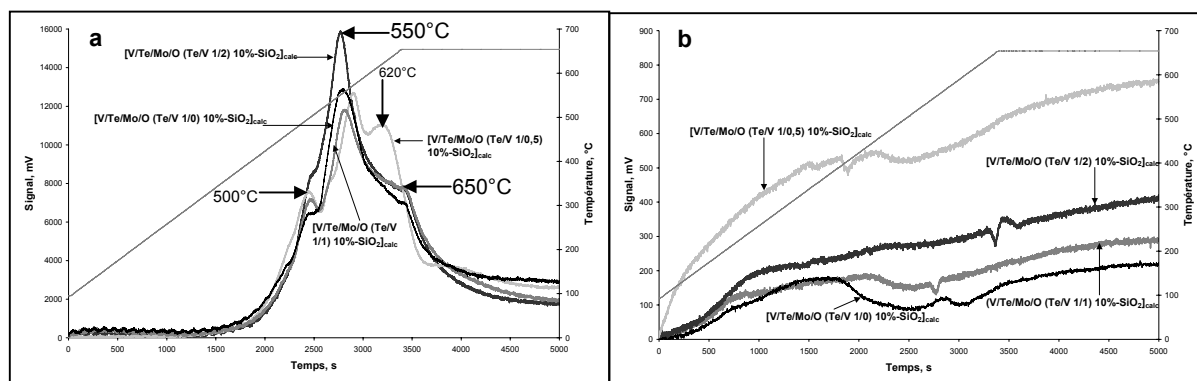 a
550°C
[V/Te/Mo/O (Te/V 1/2) 10%-SiO2]calc
620°C
[V/Te/Mo/O (Te/V 1/0) 10%-SiO2]calc
[V/Te/Mo/O (Te/V 1/0,5)
10%-SiO2]calc
500°C
650°C
[V/Te/Mo/O (Te/V
1/1) 10%-SiO2]calc
Signal, mV
16000
14000
12000
10000
8000
6000
4000
2000
0
Température, °C
700
600
500
400
300
200
100
0
0 500 1000 1500 2000 2500 3000 3500 4000 4500 5000
Temps, s
b
[V/Te/Mo/O (Te/V 1/0,5) 10%-SiO2]calc
[V/Te/Mo/O (Te/V 1/2) 10%-SiO2]calc
[V/Te/Mo/O (Te/V 1/0) 10%-SiO2]calc
(V/Te/Mo/O (Te/V 1/1) 10%-SiO2]calc
Signal, mV
900
800
700
600
500
400
300
200
100
0
Température, °C
700
600
500
400
300
200
100
0
0 500 1000 1500 2000 2500 3000 3500 4000 4500 5000
Temps, s